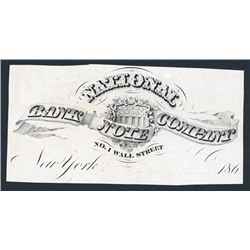 NATIONAL
BANK NOTE COMPANY
NO. 1 WALL STREET
New York
186